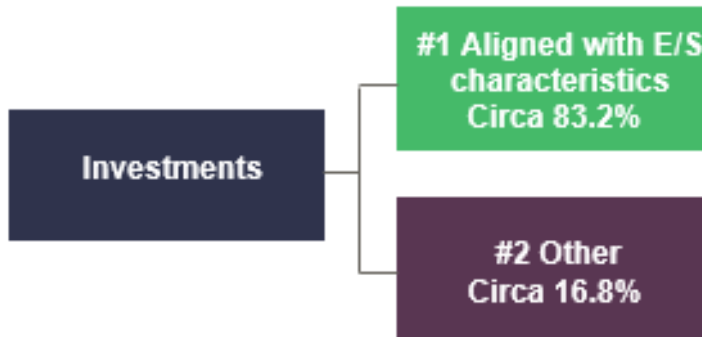 #1 Aligned with E/S
characteristics
Circa 83.2%
Investments
#2 Other
Circa 16.8%